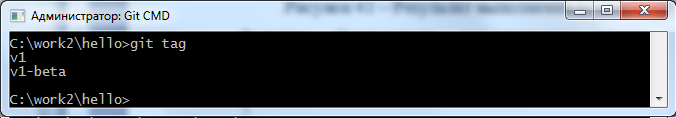 Администратор: Git CMD
C:\work2\hello>git tag
v1
v1-beta
C:\work2\hello>